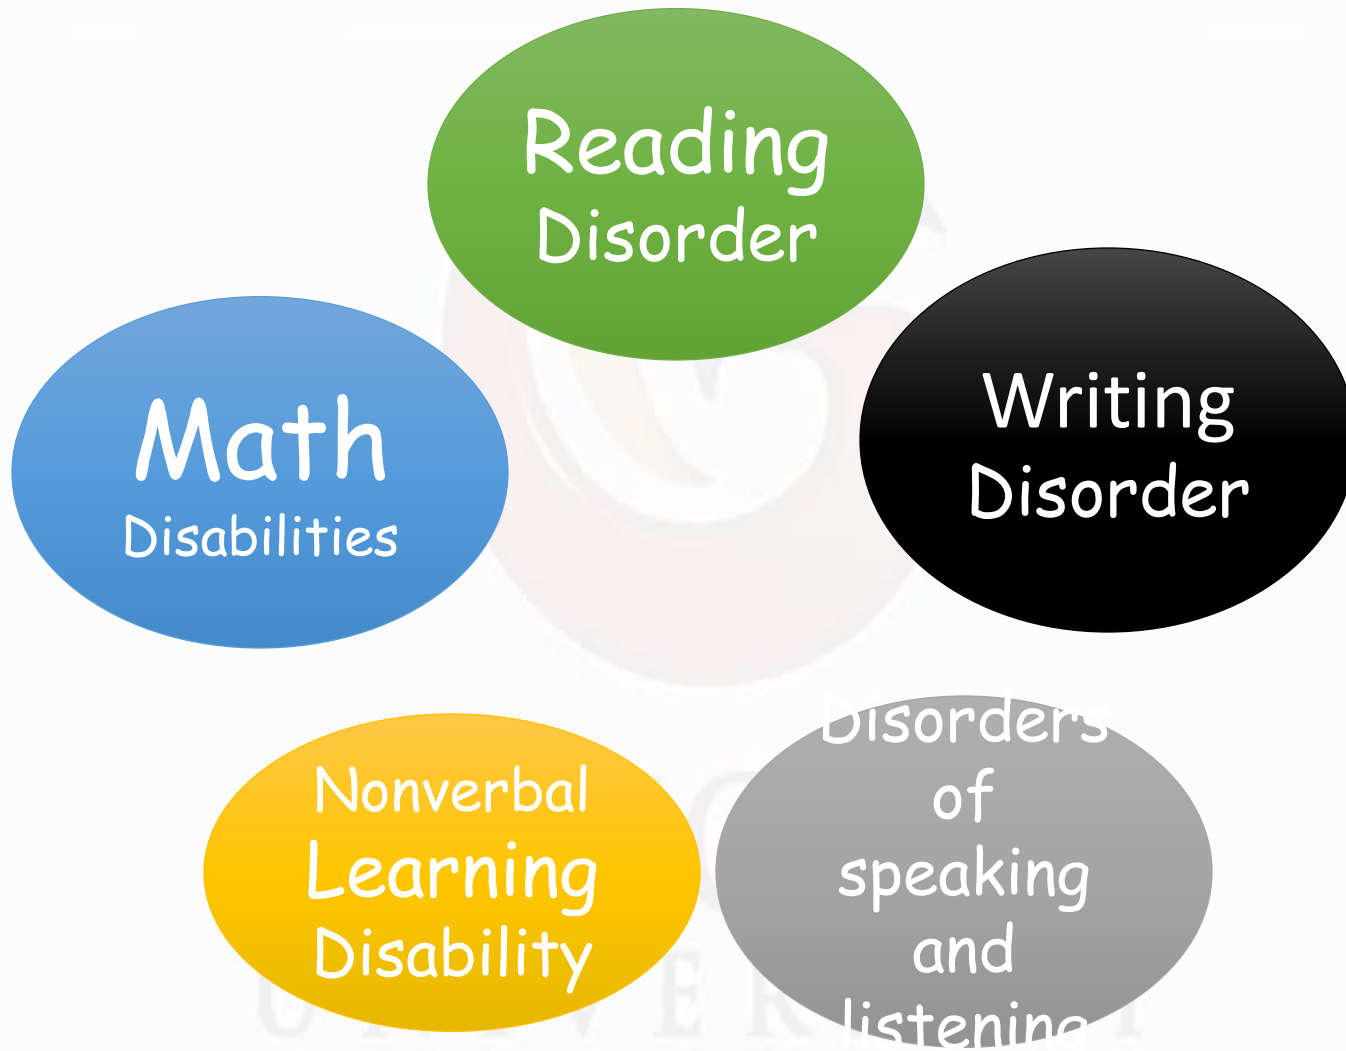 Reading
Disorder
Writing
Disorder
Math
Disabilities
Nonverbal
Learning
Disability
Disorders
of
speaking
and
listening